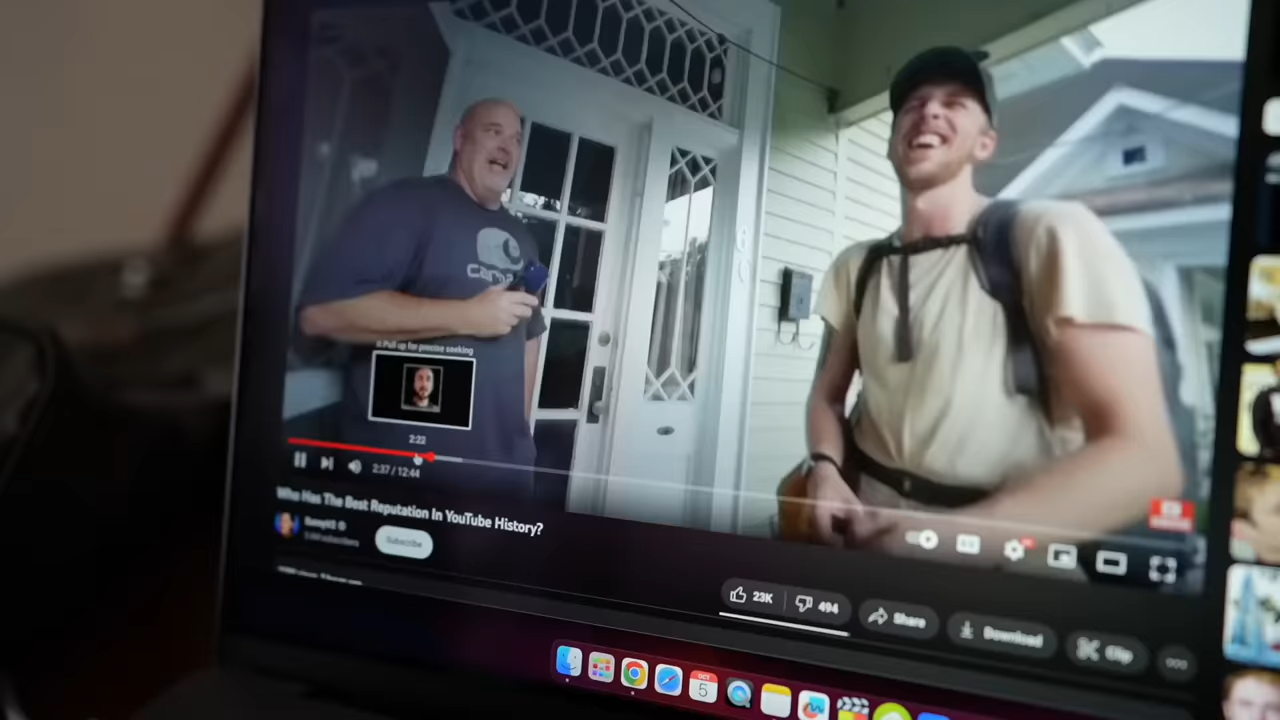 Pull up for precise seeking
2:22
2:37 / 12:44
Who Has The Best Reputation In YouTube History?
Subscribe
23K
494
Share
Download
Clip
OCT
5